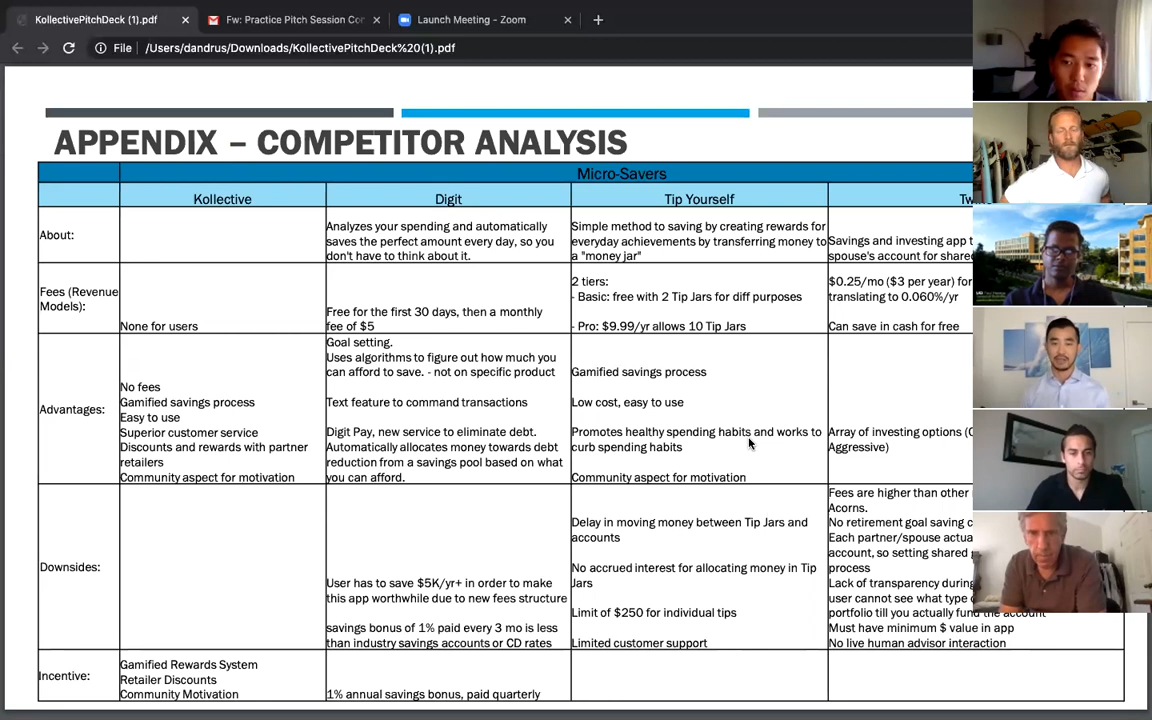 KollectivePitchDeck (1).pdf
Fw: Practice Pitch Session Con
Launch Meeting - Zoom
File
/Users/dandrus/Downloads/KollectivePitchDeck%20(1).pdf
APPENDIX – COMPETITOR ANALYSIS
Micro-Savers
Kollective
Digit
Tip Yourself
About:
Analyzes your spending and automatically
saves the perfect amount every day, so you
don't have to think about it.
Simple method to saving by creating rewards for
everyday achievements by transferring money to
a "money jar"
Savings and investing app t
spouse's account for share
Fees (Revenue
Models):
None for users
Free for the first 30 days, then a monthly
fee of $5
2 tiers:
- Basic: free with 2 Tip Jars for diff purposes
- Pro: $9.99/yr allows 10 Tip Jars
$0.25/mo ($3 per year) for
translating to 0.060%/yr
Can save in cash for free
Advantages:
No fees
Gamified savings process
Easy to use
Superior customer service
Discounts and rewards with partner
retailers
Community aspect for motivation
Goal setting.
Uses algorithms to figure out how much you
can afford to save. - not on specific product
Text feature to command transactions
Digit Pay, new service to eliminate debt.
Automatically allocates money towards debt
reduction from a savings pool based on what
you can afford.
Gamified savings process
Low cost, easy to use
Promotes healthy spending habits and works to
curb spending habits
Community aspect for motivation
Array of investing options (
Aggressive)
Downsides:
User has to save $5K/yr+ in order to make
this app worthwhile due to new fees structure
savings bonus of 1% paid every 3 mo is less
than industry savings accounts or CD rates
Delay in moving money between Tip Jars and
accounts
No accrued interest for allocating money in Tip
Jars
Limit of $250 for individual tips
Limited customer support
Fees are higher than other
Acorns.
No retirement goal saving
Each partner/spouse actua
account, so setting shared
process
Lack of transparency during
user cannot see what type
portfolio till you actually fund the account
Must have minimum $ value in app
No live human advisor interaction
Incentive:
Gamified Rewards System
Retailer Discounts
Community Motivation
1% annual savings bonus, paid quarterly